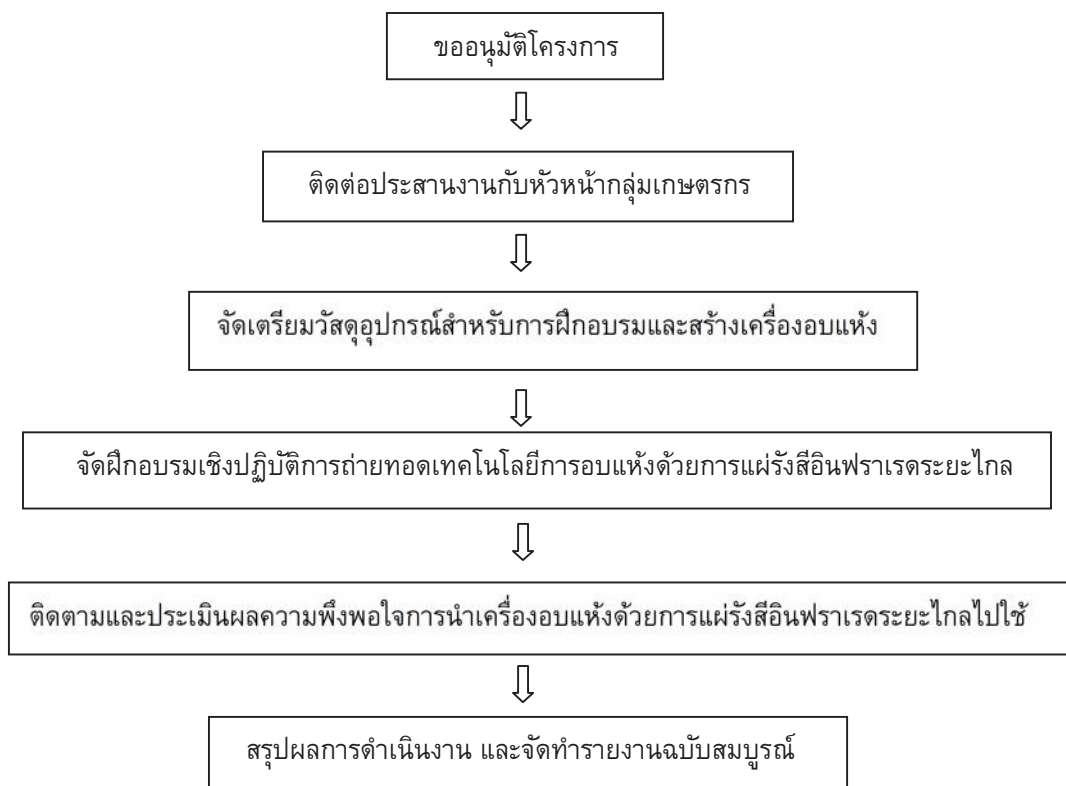 ขออนุมัติโครงการ
ติดต่อประสานงานกับหัวหน้ากลุ่มเกษตรกร
จัดเตรียมวัสดุอุปกรณ์สำหรับการฝึกอบรมและสร้างเครื่องอบแห้ง
จัดฝึกอบรมเชิงปฏิบัติการถ่ายทอดเทคโนโลยีการอบแห้งด้วยการแผ่รังสีอินฟราเรดระยะไกล
ติดตามและประเมินผลความพึงพอใจการนำเครื่องอบแห้งด้วยการแผ่รังสีอินฟราเรดระยะไกลไปใช้
สรุปผลการดำเนินงาน และจัดทำรายงานฉบับสมบูรณ์